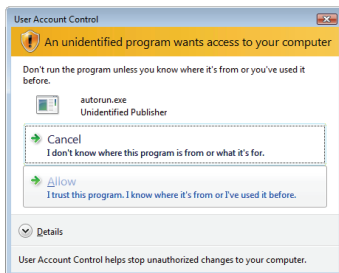 User Account Control
An unidentified program wants access to your computer
Don't run the program unless you know where it's from or you've used it
before.
autorun.exe
Unidentified Publisher
Cancel
I don't know where this program is from or what it's for.
Allow
I trust this program. I know where it's from or I've used it before.
Details
User Account Control helps stop unauthorized changes to your computer.